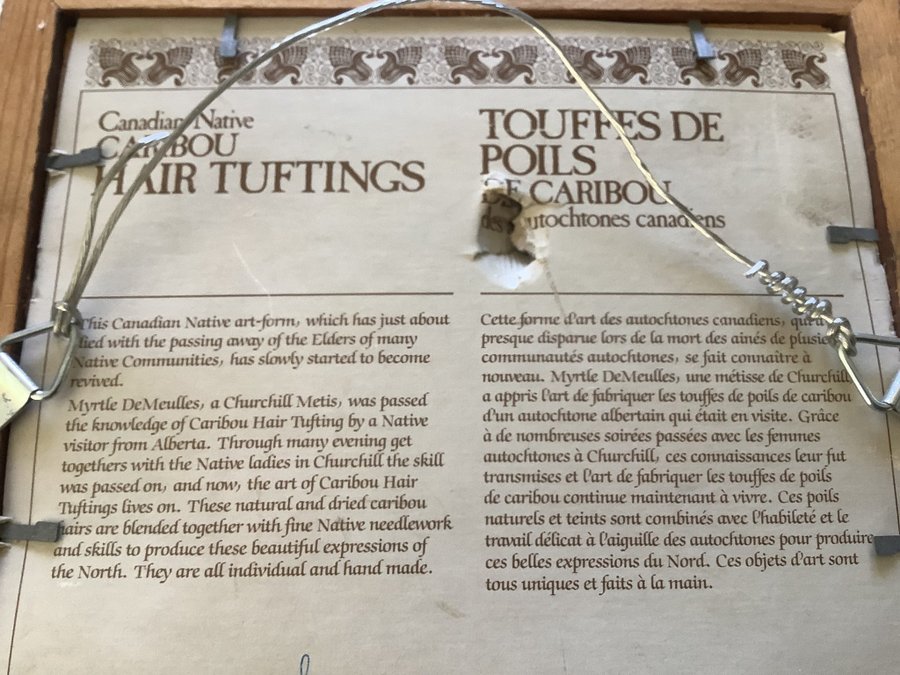 Canadian Native
CARIBOU
HAIR TUFTINGS
This Canadian Native art-form, which has just about
died with the passing away of the Elders of many
Native Communities, has slowly started to become
revived.
Myrtle DeMeulles, a Churchill Metis, was passed
the knowledge of Caribou Hair Tufting by a Native
visitor from Alberta. Through many evening get
togethers with the Native ladies in Churchill the skill
was passed on, and now, the art of Caribou Hair
Tuftings lives on. These natural and dried caribou
hairs are blended together with fine Native needlework
and skills to produce these beautiful expressions of
the North. They are all individual and hand made.
TOUFFES DE
POILS
DE CARIBOU
des autochtones canadiens
Cette forme d'art des autochtones canadiens, qui a
presque disparue lors de la mort des ainés de plusieurs
communautés autochtones, se fait connaître à
nouveau. Myrtle DeMeulles, une métisse de Churchill
a appris l'art de fabriquer les touffes de poils de caribou
d'un autochtone albertain qui était en visite. Grâce
à de nombreuses soirées passées avec les femmes
autochtones à Churchill, ces connaissances leur fut
transmises et l'art de fabriquer les touffes de poils
de caribou continue maintenant à vivre. Ces poils
naturels et teints sont combinés avec l'habileté et le
travail délicat à l'aiguille des autochtones pour produire
ces belles expressions du Nord. Ces objets d'art sont
tous uniques et faits à la main.